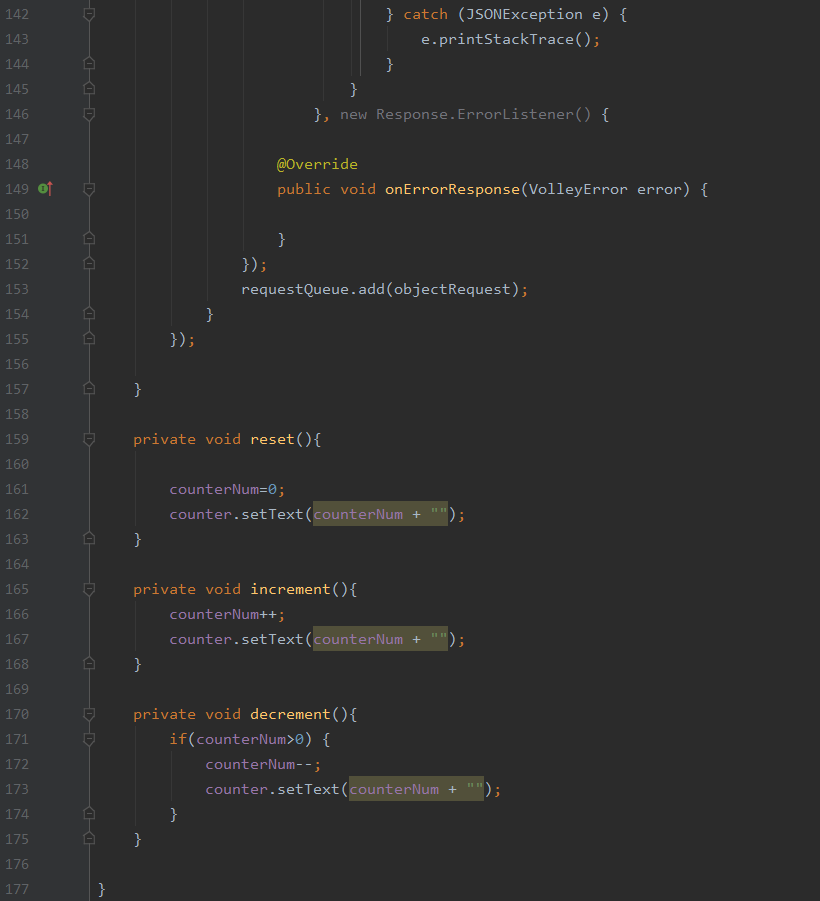 142 } catch (JSONException e) {
143 e.printStackTrace();
144 }
145 }
146 }, new Response.ErrorListener() {
147
148 @Override
149 public void onErrorResponse(VolleyError error) {
150
151 }
152 });
153 requestQueue.add(objectRequest);
154 }
155 });
156
157 }
158
159 private void reset(){
160
161 counterNum=0;
162 counter.setText(counterNum + "");
163 }
164
165 private void increment(){
166 counterNum++;
167 counter.setText(counterNum + "");
168 }
169
170 private void decrement(){
171 if(counterNum>0) {
172 counterNum--;
173 counter.setText(counterNum + "");
174 }
175 }
176
177 }